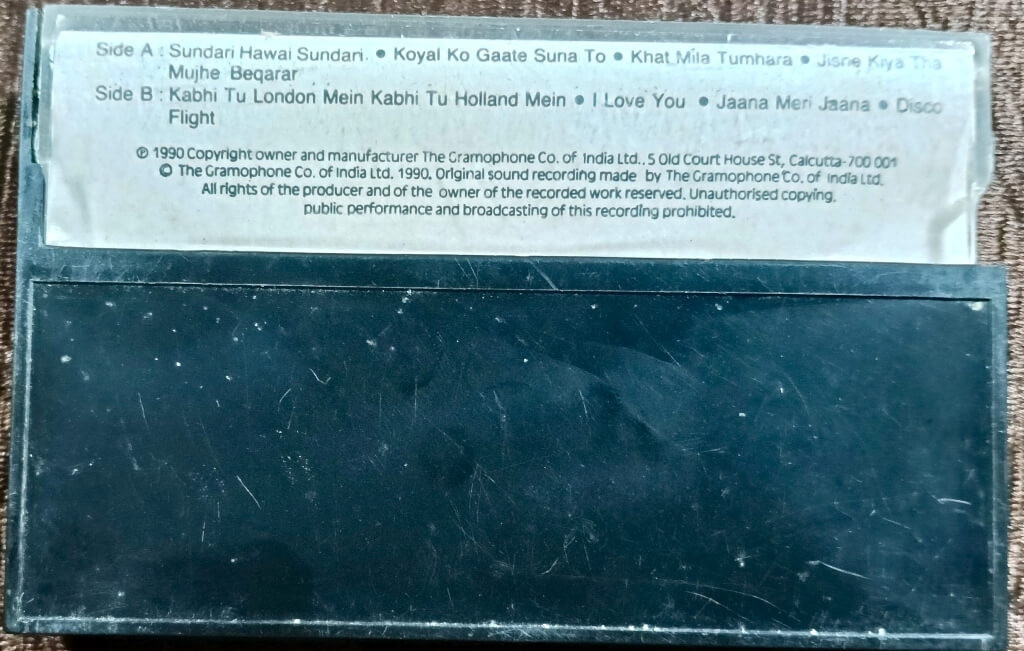 Side A : Sundari Hawai Sundari. ● Koyal Ko Gaate Suna To ● Khat Mila Tumhara ● Jisne Kiya Tha
Mujhe Beqarar
Side B : Kabhi Tu London Mein Kabhi Tu Holland Mein ● I Love You ● Jaana Meri Jaana ● Disco
Flight
℗ 1990 Copyright owner and manufacturer The Gramophone Co. of India Ltd., 5 Old Court House St, Calcutta-700 001
© The Gramophone Co. of India Ltd. 1990. Original sound recording made by The Gramophone Co. of India Ltd.
All rights of the producer and of the owner of the recorded work reserved. Unauthorised copying,
public performance and broadcasting of this recording prohibited.